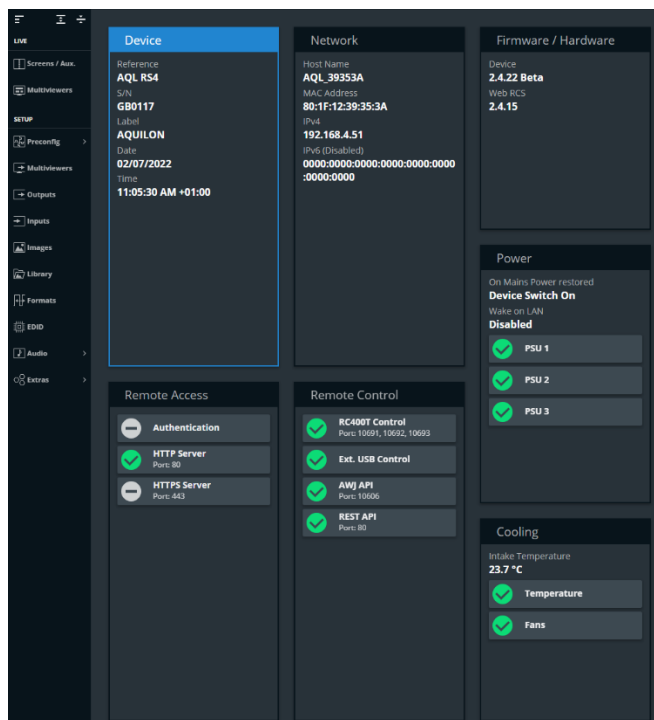 LIVE
Screens / Aux.
Multiviewers
SETUP
Preconfig
Multiviewers
Outputs
Inputs
Images
Library
Formats
EDID
Audio
Extras
Device
Reference
AQL RS4
S/N
GB0117
Label
AQUILON
Date
02/07/2022
Time
11:05:30 AM +01:00
Network
Host Name
AQL_39353A
MAC Address
80:1F:12:39:35:3A
IPv4
192.168.4.51
IPv6 (Disabled)
0000:0000:0000:0000:0000:0000
:0000:0000
Firmware / Hardware
Device
2.4.22 Beta
Web RCS
2.4.15
Power
On Mains Power restored
Device Switch On
Wake on LAN
Disabled
PSU 1
PSU 2
PSU 3
Remote Access
Authentication
HTTP Server
Port: 80
HTTPS Server
Port: 443
Remote Control
RC400T Control
Port: 10691, 10692, 10693
Ext. USB Control
AWJ API
Port: 10606
REST API
Port: 80
Cooling
Intake Temperature
23.7 °C
Temperature
Fans